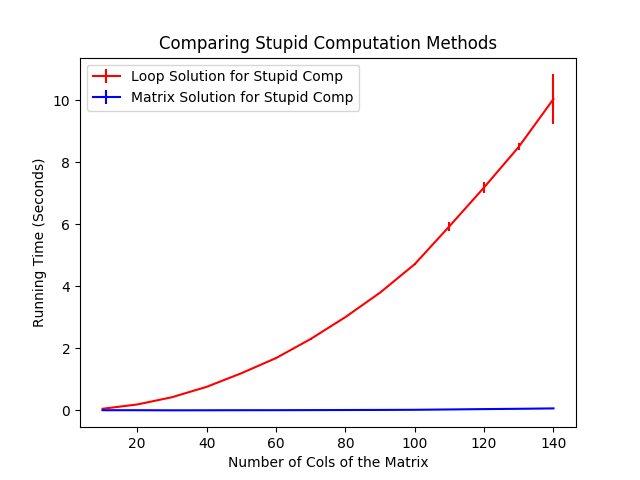 Comparing Stupid Computation Methods
Loop Solution for Stupid Comp
Matrix Solution for Stupid Comp
Running Time (Seconds)
10
8
6
4
2
0
20 40 60 80 100 120 140
Number of Cols of the Matrix